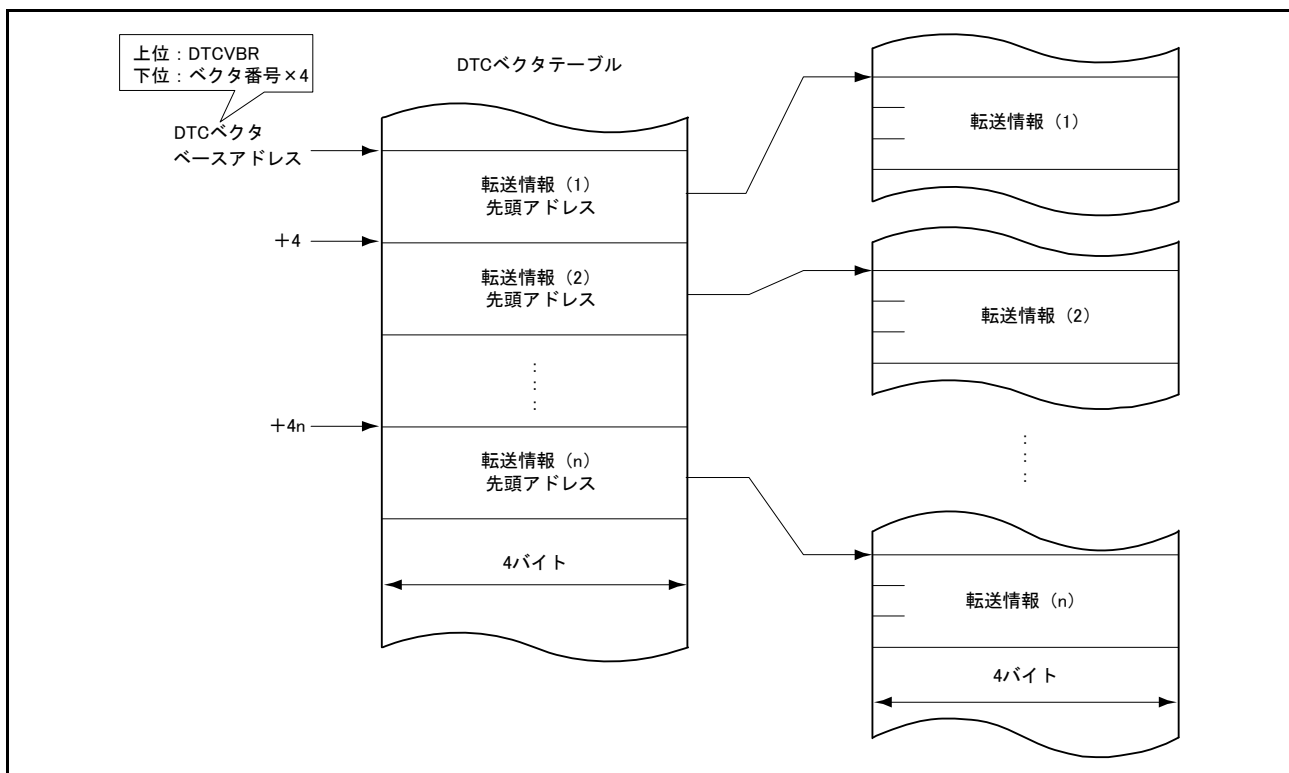 上位：DTCVBR
下位：ベクタ番号×4
DTCベクタテーブル
DTCベクタ
ベースアドレス
転送情報（1）
先頭アドレス
+4
転送情報（2）
先頭アドレス
+4n
転送情報（n）
先頭アドレス
4バイト
転送情報（1）
転送情報（2）
転送情報（n）
4バイト